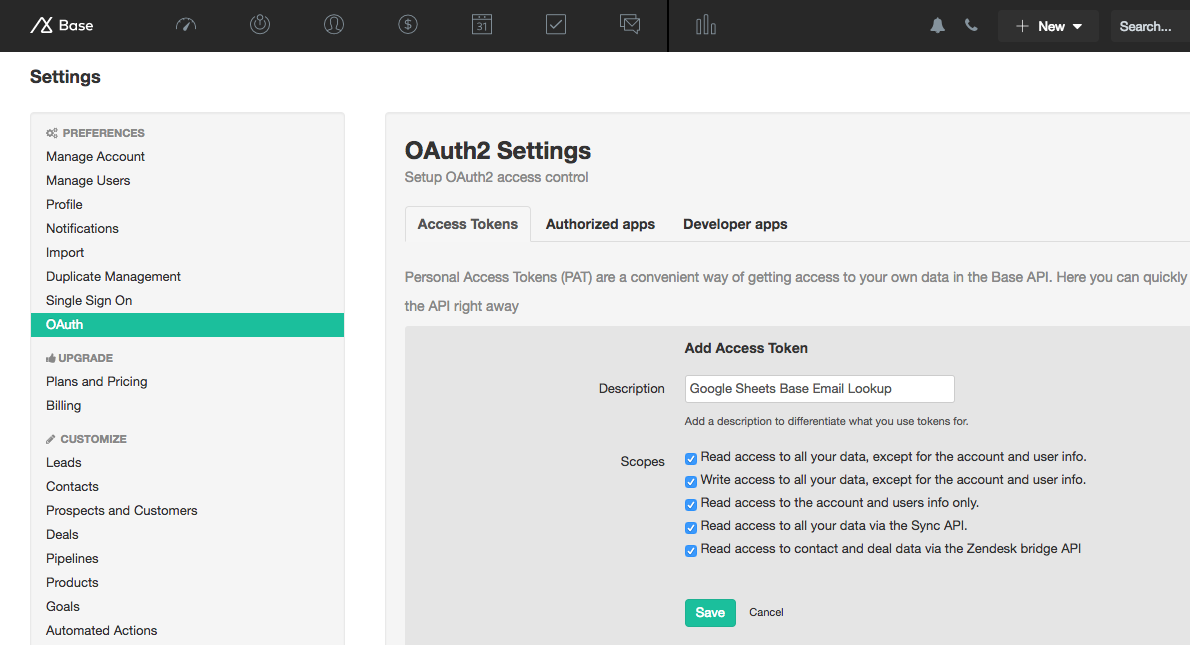 Base
31
New
Search...
Settings
PREFERENCES
Manage Account
Manage Users
Profile
Notifications
Import
Duplicate Management
Single Sign On
OAuth
UPGRADE
Plans and Pricing
Billing
CUSTOMIZE
Leads
Contacts
Prospects and Customers
Deals
Pipelines
Products
Goals
Automated Actions
OAuth2 Settings
Setup OAuth2 access control
Access Tokens Authorized apps Developer apps
Personal Access Tokens (PAT) are a convenient way of getting access to your own data in the Base API. Here you can quickly
the API right away
Add Access Token
Description Google Sheets Base Email Lookup
Add a description to differentiate what you use tokens for.
Scopes Read access to all your data, except for the account and user info.
Write access to all your data, except for the account and user info.
Read access to the account and users info only.
Read access to all your data via the Sync API.
Read access to contact and deal data via the Zendesk bridge API
Save Cancel